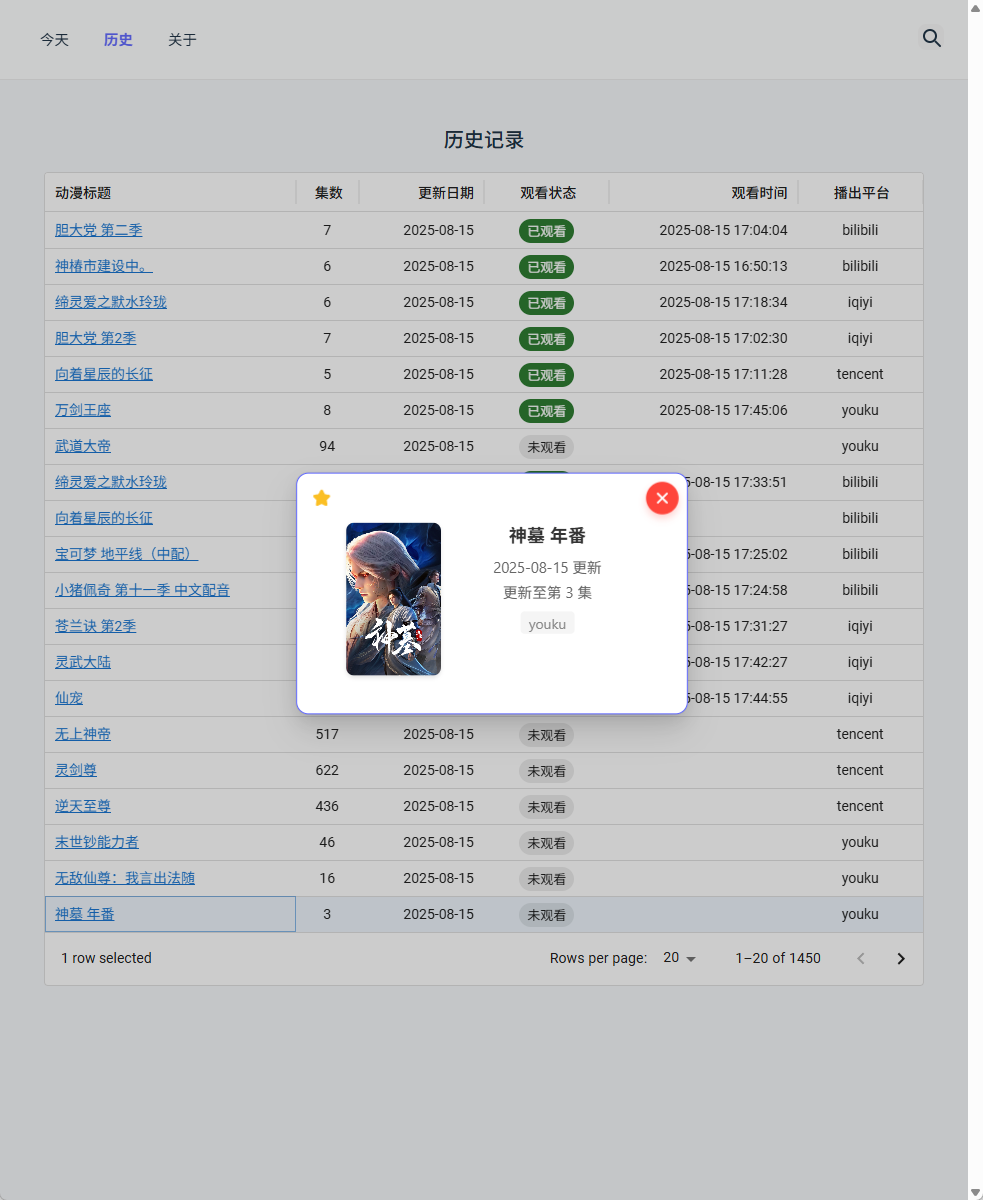 今天 历史 关于
历史记录
动漫标题 集数 更新日期 观看状态 观看时间 播出平台
胆大党 第二季 7 2025-08-15 已观看 2025-08-15 17:04:04 bilibili
神椿市建设中。 6 2025-08-15 已观看 2025-08-15 16:50:13 bilibili
缔灵爱之默水玲珑 6 2025-08-15 已观看 2025-08-15 17:18:34 iqiyi
胆大党 第2季 7 2025-08-15 已观看 2025-08-15 17:02:30 iqiyi
向着星辰的长征 5 2025-08-15 已观看 2025-08-15 17:11:28 tencent
万剑王座 8 2025-08-15 已观看 2025-08-15 17:45:06 youku
武道大帝 94 2025-08-15 未观看 youku
缔灵爱之默水玲珑 5-08-15 17:33:51 bilibili
向着星辰的长征 bilibili
宝可梦 地平线（中配） 5-08-15 17:25:02 bilibili
小猪佩奇 第十一季 中文配音 5-08-15 17:24:58 bilibili
苍兰诀 第2季 5-08-15 17:31:27 iqiyi
灵武大陆 5-08-15 17:42:27 iqiyi
仙宠 5-08-15 17:44:55 iqiyi
神墓 年番
2025-08-15 更新
更新至第 3 集
youku
神墓
无上神帝 517 2025-08-15 未观看 tencent
灵剑尊 622 2025-08-15 未观看 tencent
逆天至尊 436 2025-08-15 未观看 tencent
末世钞能力者 46 2025-08-15 未观看 youku
无敌仙尊：我言出法随 16 2025-08-15 未观看 youku
神墓 年番 3 2025-08-15 未观看 youku
1 row selected Rows per page: 20 1–20 of 1450